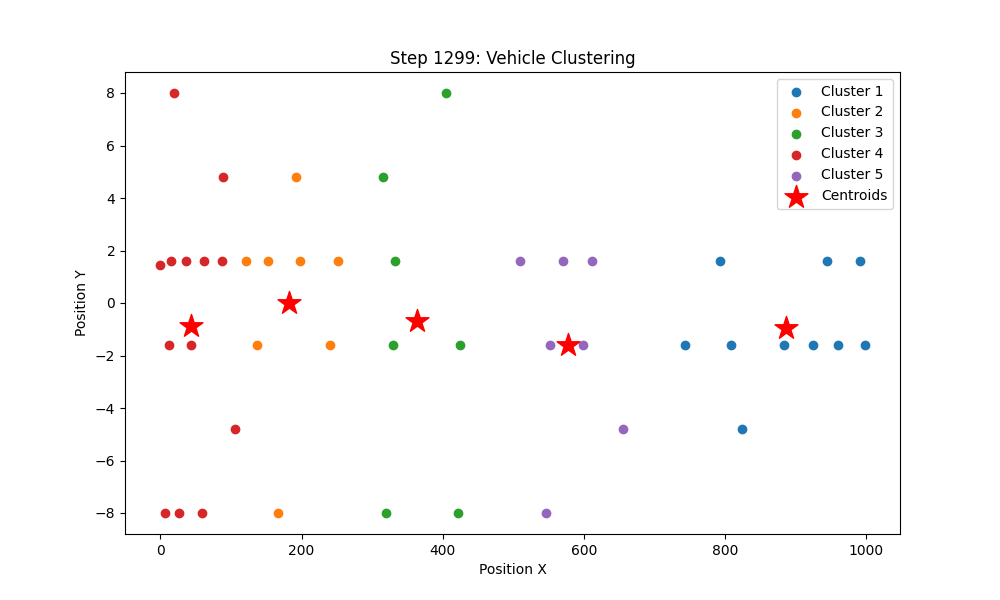 Step 1299: Vehicle Clustering
Cluster 1
Cluster 2
Cluster 3
Cluster 4
Cluster 5
Centroids
Position Y
8
6
4
2
0
−2
−4
−6
−8
0 200 400 600 800 1000
Position X